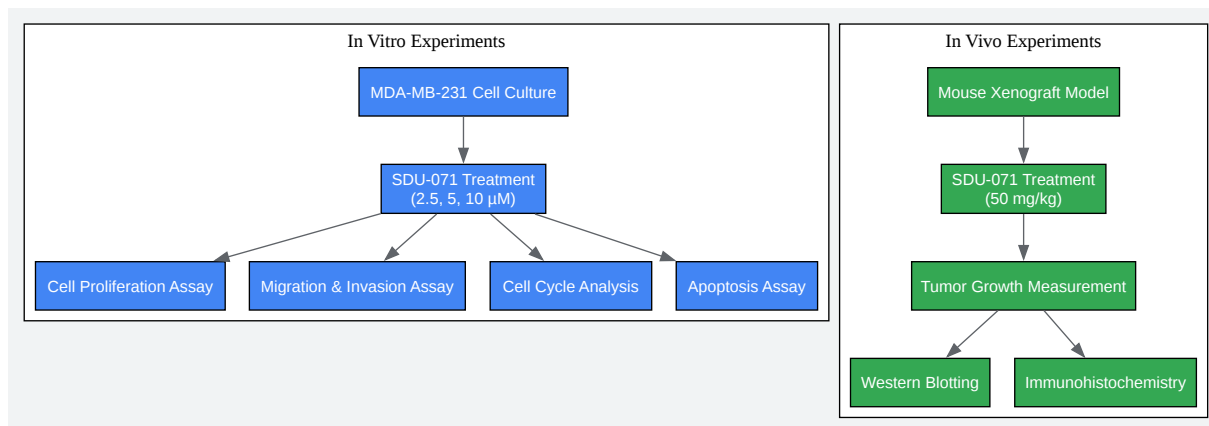 In Vitro Experiments
MDA-MB-231 Cell Culture
SDU-071 Treatment
(2.5, 5, 10 µM)
Cell Proliferation Assay
Migration & Invasion Assay
Cell Cycle Analysis
Apoptosis Assay
In Vivo Experiments
Mouse Xenograft Model
SDU-071 Treatment
(50 mg/kg)
Tumor Growth Measurement
Western Blotting
Immunohistochemistry